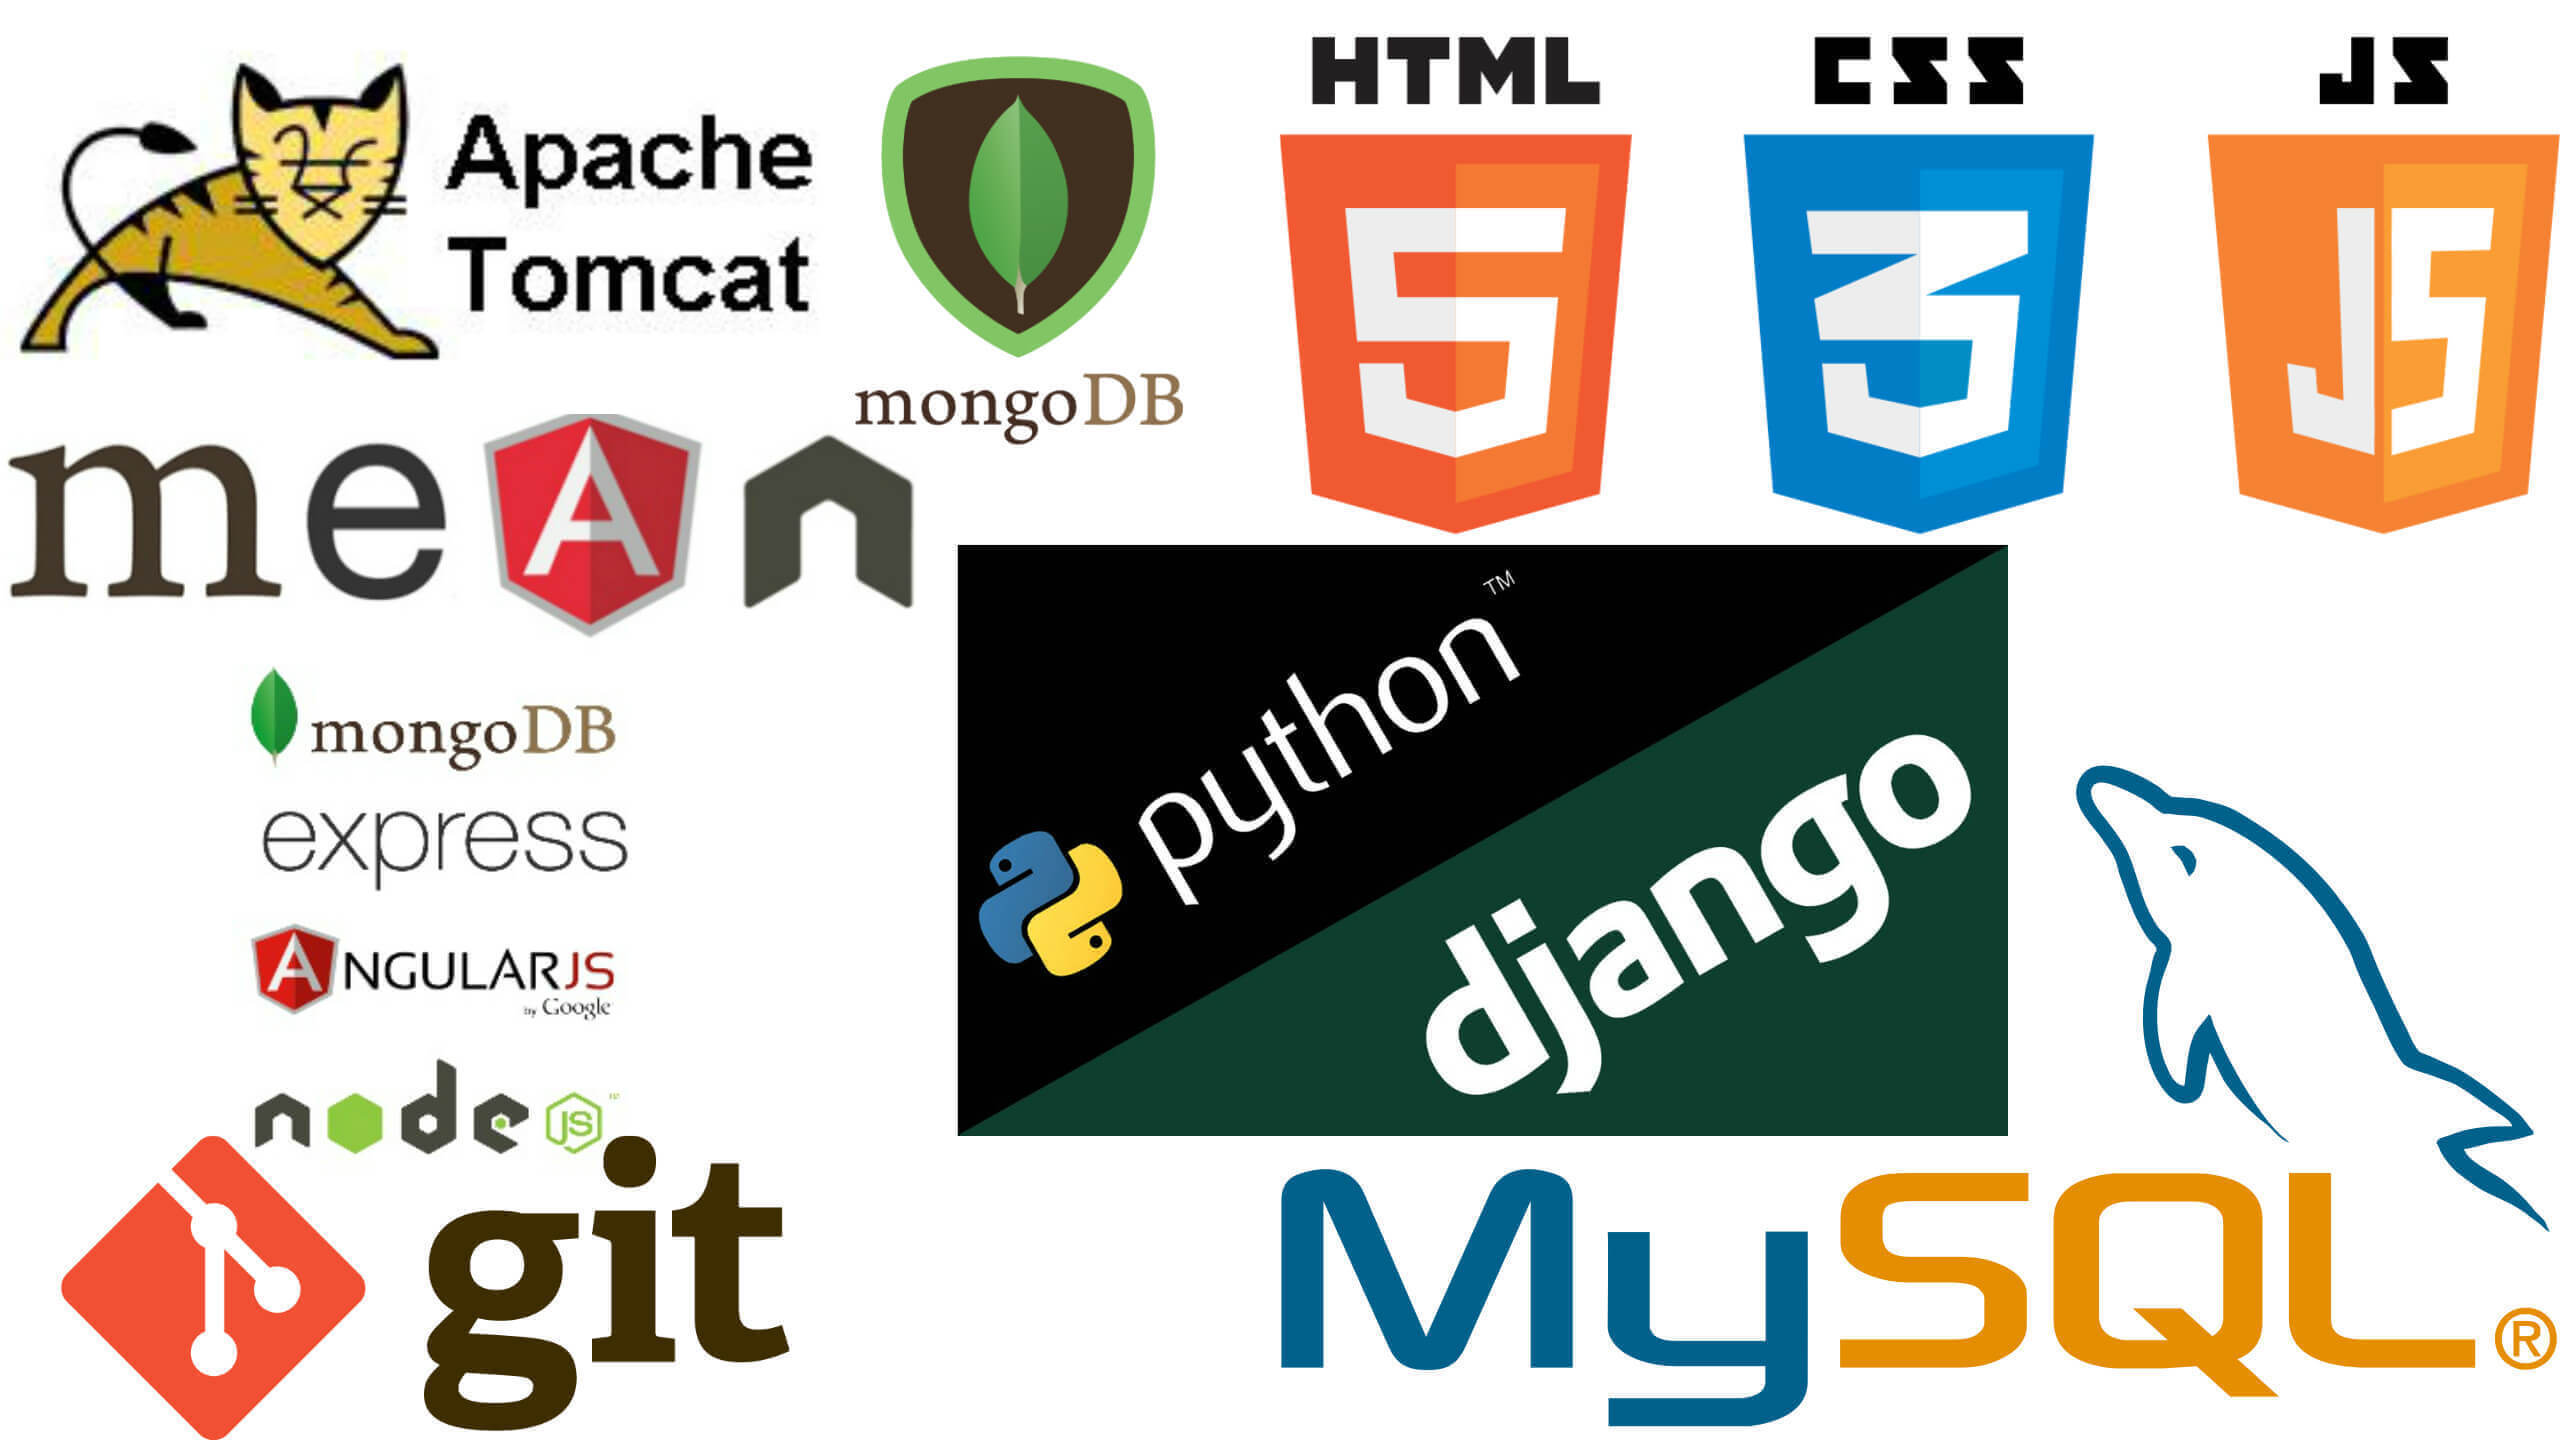 Apache
Tomcat
mongoDB
HTML
5
CSS
3
JS
JS
meAn
mongoDB
express
ANGULARJS
by Google
node JS
TM
git
python™
django
MySQL®